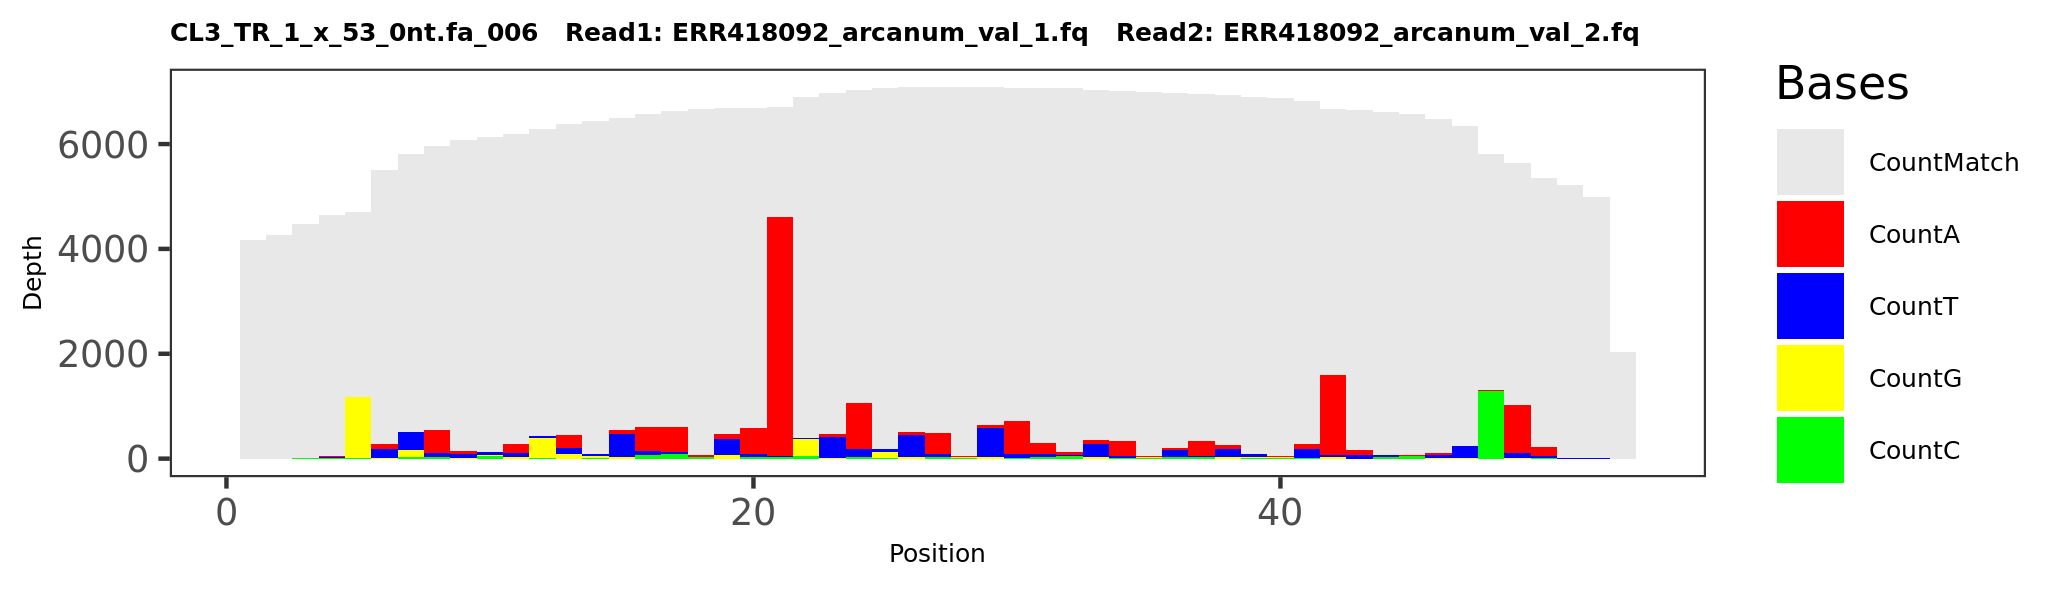 CL3_TR_1_x_53_0nt.fa_006   Read1: ERR418092_arcanum_val_1.fq   Read2: ERR418092_arcanum_val_2.fq
Bases
CountMatch
CountA
CountT
CountG
CountC
Depth
6000
4000
2000
0
0
20
40
Position